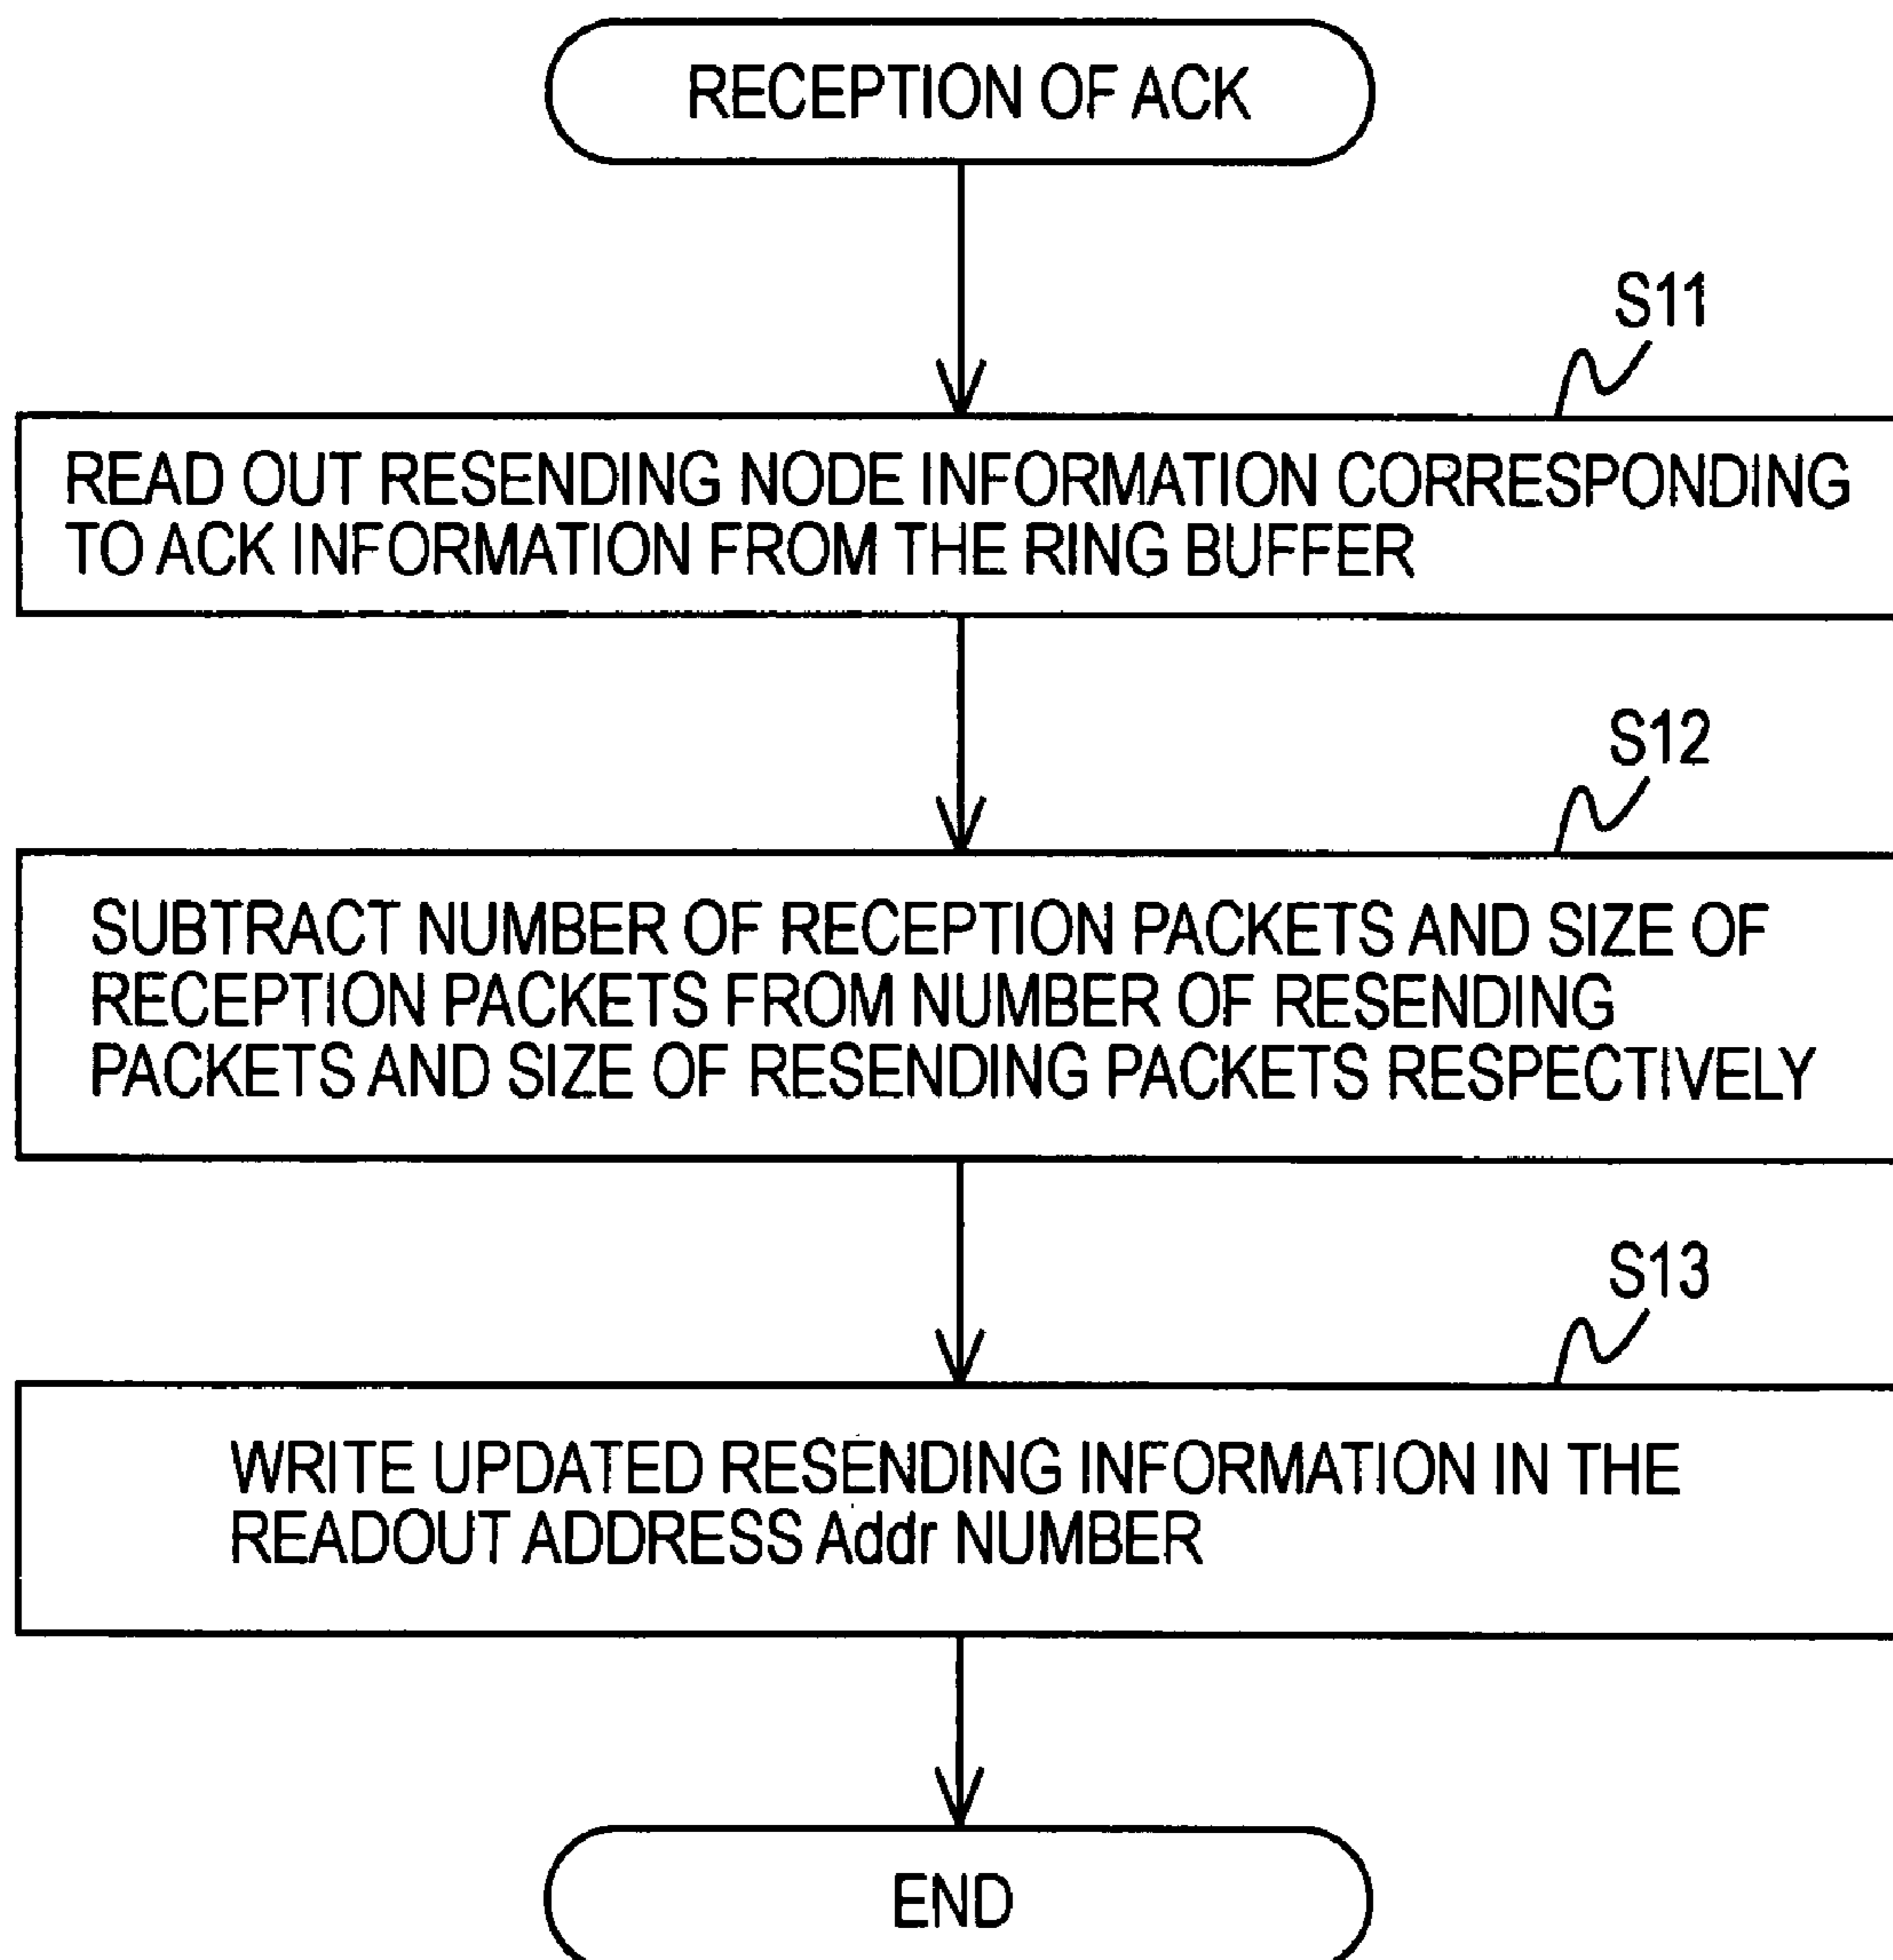 RECEPTION OF ACK
S11
READ OUT RESENDING NODE INFORMATION CORRESPONDING
TO ACK INFORMATION FROM THE RING BUFFER
S12
SUBTRACT NUMBER OF RECEPTION PACKETS AND SIZE OF
RECEPTION PACKETS FROM NUMBER OF RESENDING
PACKETS AND SIZE OF RESENDING PACKETS RESPECTIVELY
S13
WRITE UPDATED RESENDING INFORMATION IN THE
READOUT ADDRESS Addr NUMBER
END